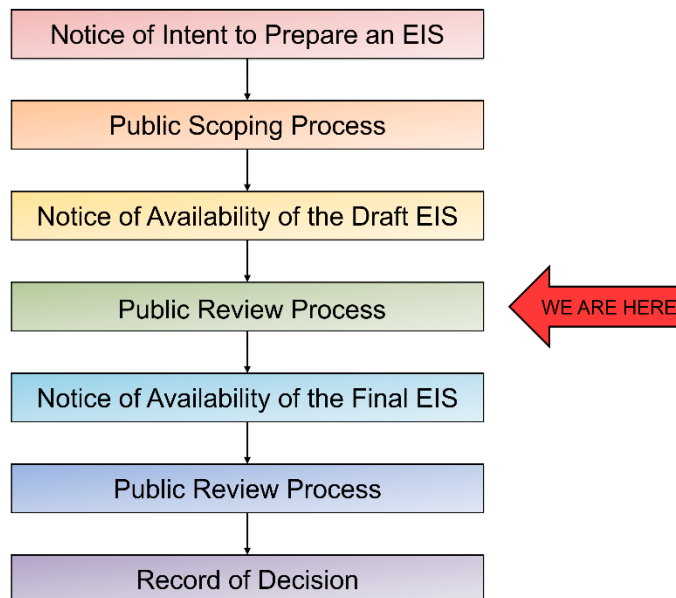 Notice of Intent to Prepare an EIS
Public Scoping Process
Notice of Availability of the Draft EIS
Public Review Process
WE ARE HERE
Notice of Availability of the Final EIS
Public Review Process
Record of Decision